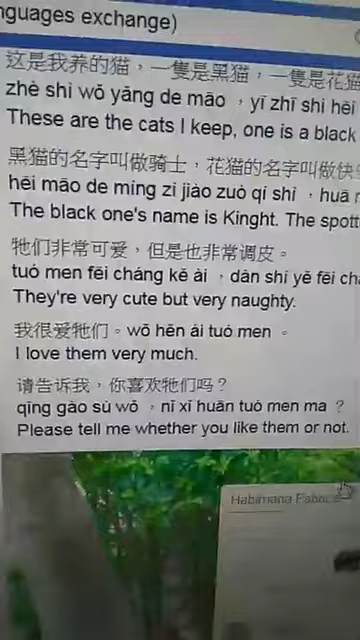 nguages exchange)
这是我养的猫，一隻是黑猫，一隻是花猫
zhè shì wǒ yǎng de māo ，yī zhī shì hēi
These are the cats I keep, one is a black
黑猫的名字叫做骑士，花猫的名字叫做快
hēi māo de míng zì jiào zuò qí shì ，huā
The black one's name is Kinght. The spott
牠们非常可爱，但是也非常调皮。
tuó men fēi cháng kě ài ，dàn shì yě fēi chá
They're very cute but very naughty.
我很爱牠们。wǒ hěn ài tuó men 。
I love them very much.
请告诉我，你喜欢牠们吗？
qǐng gào sù wǒ ，nǐ xǐ huān tuó men ma ？
Please tell me whether you like them or not.
Habimana